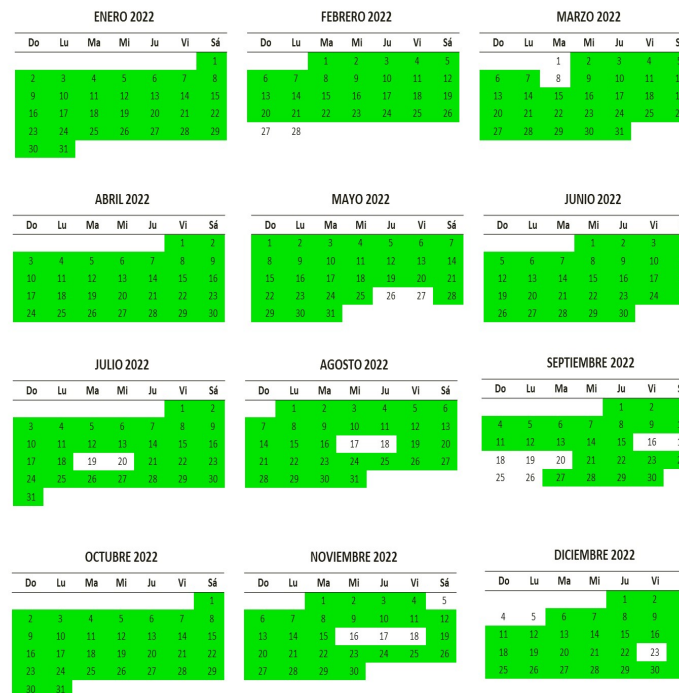 ENERO 2022
Do Lu Ma Mi Ju Vi Sá
1
2 3 4 5 6 7 8
9 10 11 12 13 14 15
16 17 18 19 20 21 22
23 24 25 26 27 28 29
30 31
FEBRERO 2022
Do Lu Ma Mi Ju Vi Sá
1 2 3 4 5
6 7 8 9 10 11 12
13 14 15 16 17 18 19
20 21 22 23 24 25 26
27 28
MARZO 2022
Do Lu Ma Mi Ju Vi
1 2 3 4
6 7 8 9 10 11
13 14 15 16 17 18
20 21 22 23 24 25
27 28 29 30 31
ABRIL 2022
Do Lu Ma Mi Ju Vi Sá
1 2
3 4 5 6 7 8 9
10 11 12 13 14 15 16
17 18 19 20 21 22 23
24 25 26 27 28 29 30
MAYO 2022
Do Lu Ma Mi Ju Vi Sá
1 2 3 4 5 6 7
8 9 10 11 12 13 14
15 16 17 18 19 20 21
22 23 24 25 26 27 28
29 30 31
JUNIO 2022
Do Lu Ma Mi Ju Vi
1 2 3
5 6 7 8 9 10
12 13 14 15 16 17
19 20 21 22 23 24
26 27 28 29 30
JULIO 2022
Do Lu Ma Mi Ju Vi Sá
1 2
3 4 5 6 7 8 9
10 11 12 13 14 15 16
17 18 19 20 21 22 23
24 25 26 27 28 29 30
31
AGOSTO 2022
Do Lu Ma Mi Ju Vi Sá
1 2 3 4 5 6
7 8 9 10 11 12 13
14 15 16 17 18 19 20
21 22 23 24 25 26 27
28 29 30 31
SEPTIEMBRE 2022
Do Lu Ma Mi Ju Vi
1 2
4 5 6 7 8 9
11 12 13 14 15 16
18 19 20 21 22 23
25 26 27 28 29 30
OCTUBRE 2022
Do Lu Ma Mi Ju Vi Sá
1
2 3 4 5 6 7 8
9 10 11 12 13 14 15
16 17 18 19 20 21 22
23 24 25 26 27 28 29
30 31
NOVIEMBRE 2022
Do Lu Ma Mi Ju Vi Sá
1 2 3 4 5
6 7 8 9 10 11 12
13 14 15 16 17 18 19
20 21 22 23 24 25 26
27 28 29 30
DICIEMBRE 2022
Do Lu Ma Mi Ju Vi
1 2
4 5 6 7 8 9
11 12 13 14 15 16
18 19 20 21 22 23
25 26 27 28 29 30